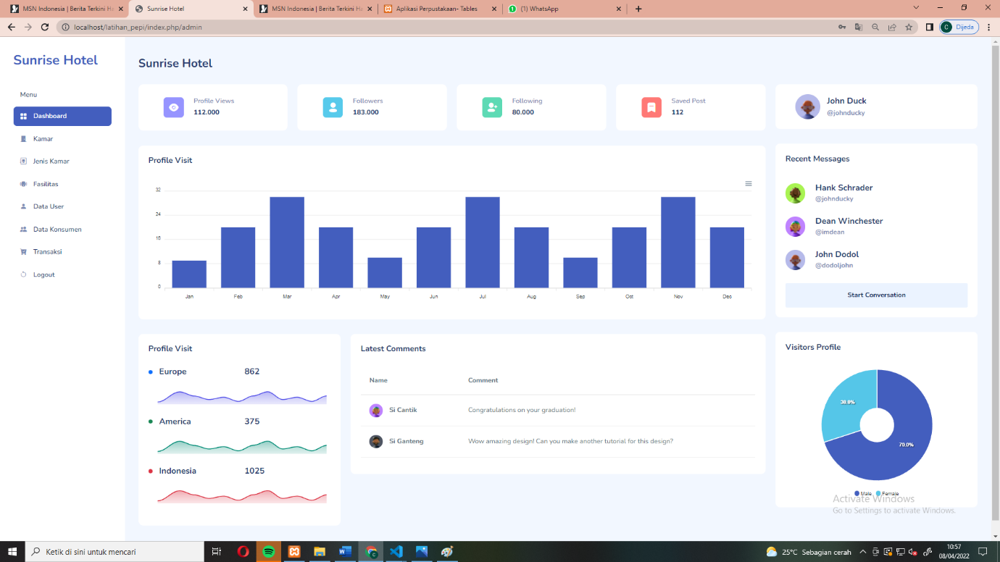 MSN Indonesia | Berita Terkini Ha
Sunrise Hotel
MSN Indonesia | Berita Terkini Ha
Aplikasi Perpustakaan- Tables
(1) WhatsApp
localhost/latihan_pepi/index.php/admin
C
Dijeda
Sunrise Hotel
Menu
Dashboard
Kamar
Jenis Kamar
Fasilitas
Data User
Data Konsumen
Transaksi
Logout
Sunrise Hotel
Profile Views
112.000
Followers
183.000
Following
80.000
Saved Post
112
John Duck
@johnducky
Profile Visit
32
24
16
8
0
Jan Feb Mar Apr May Jun Jul Aug Sep Oct Nov Dec
Recent Messages
Hank Schrader
@johnducky
Dean Winchester
@imdean
John Dodol
@dodoljohn
Start Conversation
Profile Visit
Europe 862
America 375
Indonesia 1025
Latest Comments
Name Comment
Si Cantik Congratulations on your graduation!
Si Ganteng Wow amazing design! Can you make another tutorial for this design?
Visitors Profile
30.0%
70.0%
Male Female
Activate Windows
Go to Settings to activate Windows.
Ketik di sini untuk mencari
25°C Sebagian cerah
10:57
08/04/2022